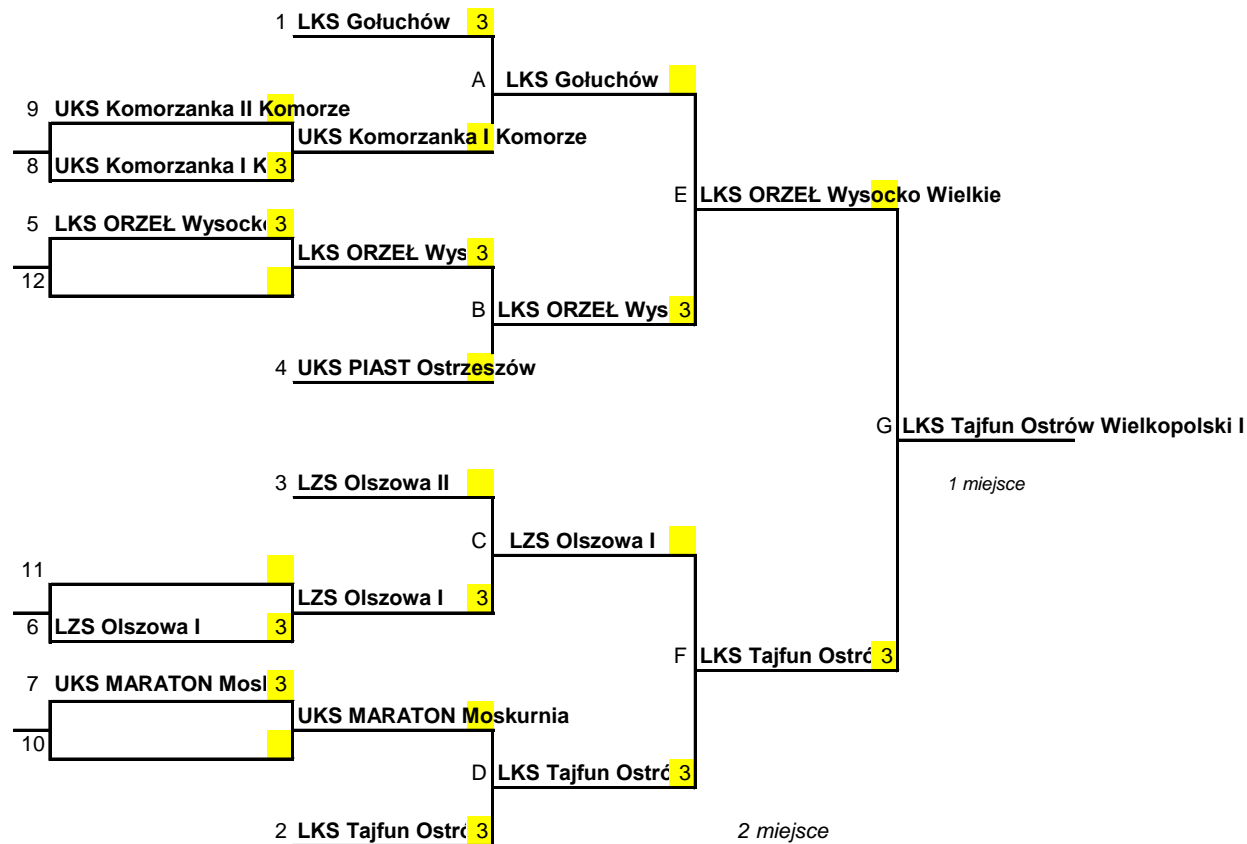 1 LKS Gołuchów 3
A LKS Gołuchów
9 UKS Komorzanka II Komorze
UKS Komorzanka I Komorze
8 UKS Komorzanka I K 3
E LKS ORZEŁ Wysocko Wielkie
5 LKS ORZEŁ Wysock 3
LKS ORZEŁ Wys 3
12
B LKS ORZEŁ Wys 3
4 UKS PIAST Ostrzeszów
G LKS Tajfun Ostrów Wielkopolski I
3 LZS Olszowa II
1 miejsce
C LZS Olszowa I
11
LZS Olszowa I 3
6 LZS Olszowa I 3
F LKS Tajfun Ostró 3
7 UKS MARATON Mosk 3
UKS MARATON Moskurnia
10
D LKS Tajfun Ostró 3
2 LKS Tajfun Ostró 3
2 miejsce